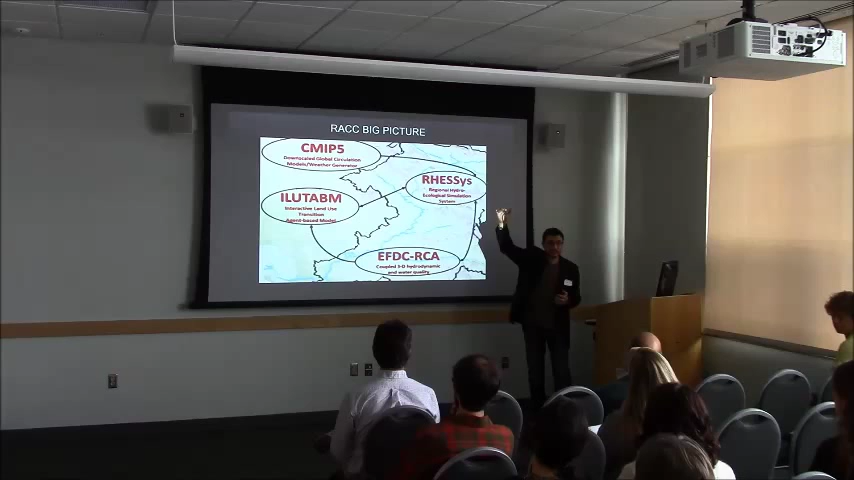 RACC BIG PICTURE
CMIP5
Downscaled Global Circulation
Models/Weather Generator
RHESSys
Regional Hydro-
Ecological Simulation
System
ILUTABM
Interactive Land Use
Transition
Agent-based Model
EFDC-RCA
Coupled 3-D hydrodynamic
and water quality